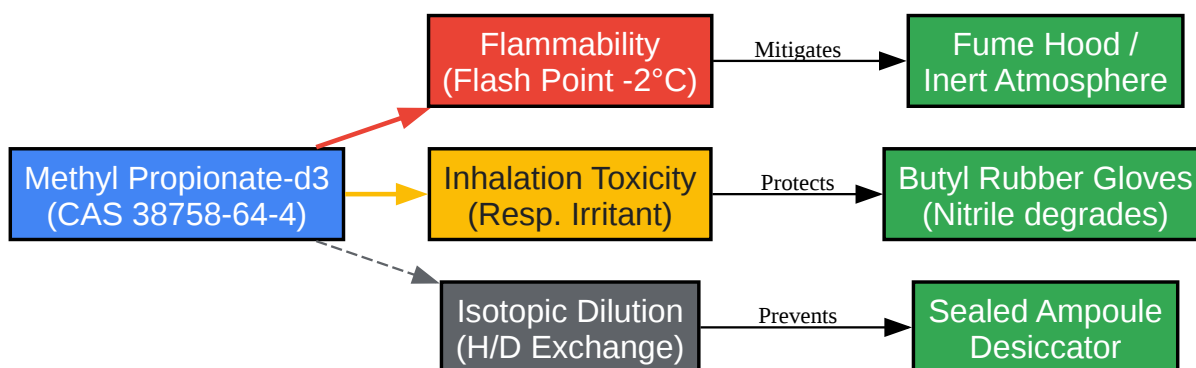 Flammability
(Flash Point -2°C)
Mitigates
Fume Hood /
Inert Atmosphere
Methyl Propionate-d3
(CAS 38758-64-4)
Inhalation Toxicity
(Resp. Irritant)
Protects
Butyl Rubber Gloves
(Nitrile degrades)
Isotopic Dilution
(H/D Exchange)
Prevents
Sealed Ampoule
Desiccator